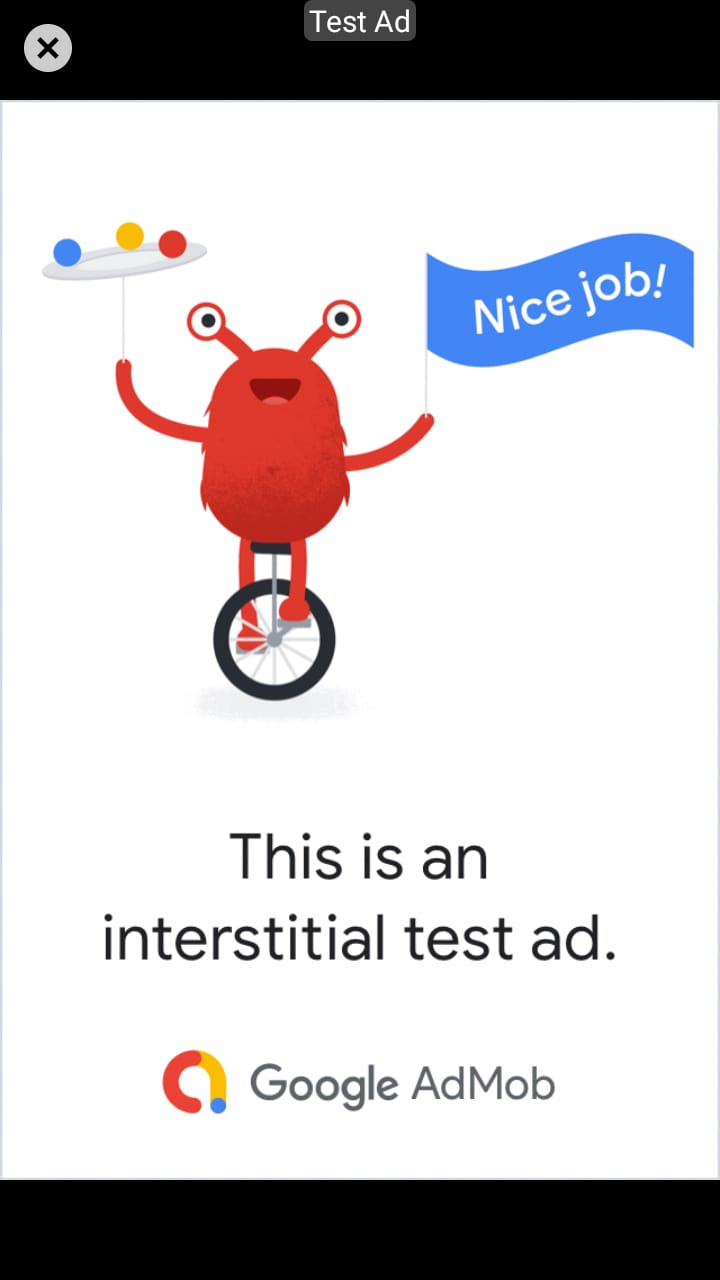 Test Ad
Nice job!
This is an
interstitial test ad.
Google AdMob